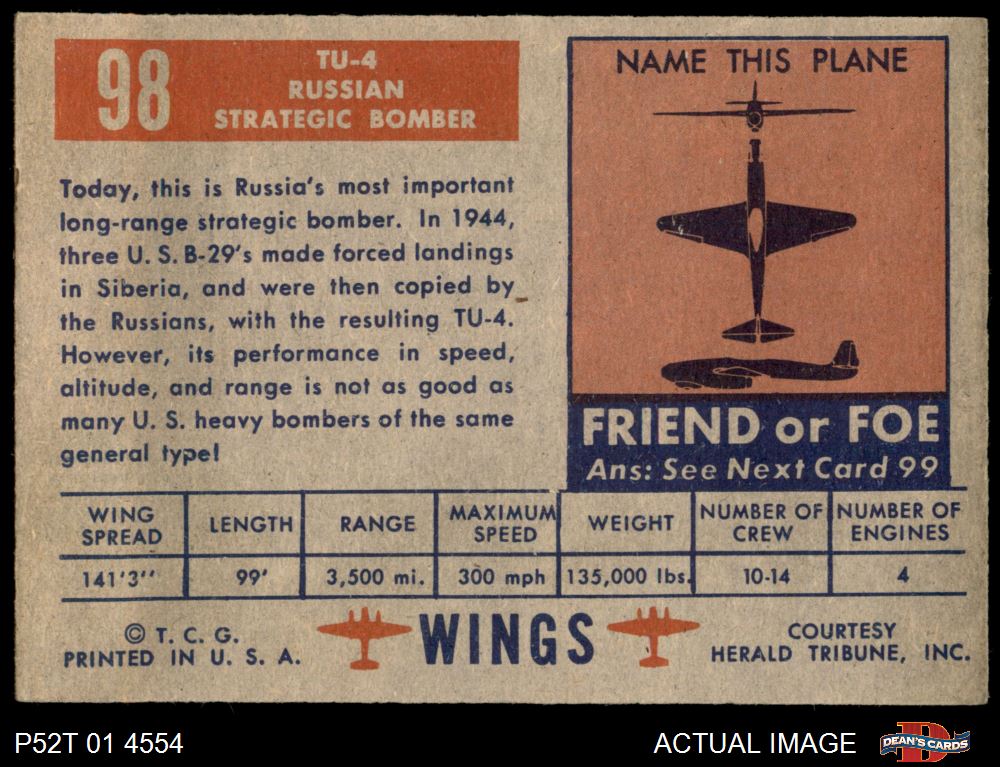 98
TU-4
RUSSIAN
STRATEGIC BOMBER
Today, this is Russia's most important
long-range strategic bomber. In 1944,
three U. S. B-29's made forced landings
in Siberia, and were then copied by
the Russians, with the resulting TU-4.
However, its performance in speed,
altitude, and range is not as good as
many U. S. heavy bombers of the same
general type!
NAME THIS PLANE
FRIEND or FOE
Ans: See Next Card 99
WING SPREAD LENGTH RANGE MAXIMUM SPEED WEIGHT NUMBER OF CREW NUMBER OF ENGINES
141'3'' 99' 3,500 mi. 300 mph 135,000 lbs. 10-14 4
© T. C. G.
PRINTED IN U. S. A.
WINGS
COURTESY
HERALD TRIBUNE, INC.
P52T 01 4554
ACTUAL IMAGE
D
DEAN'S CARDS